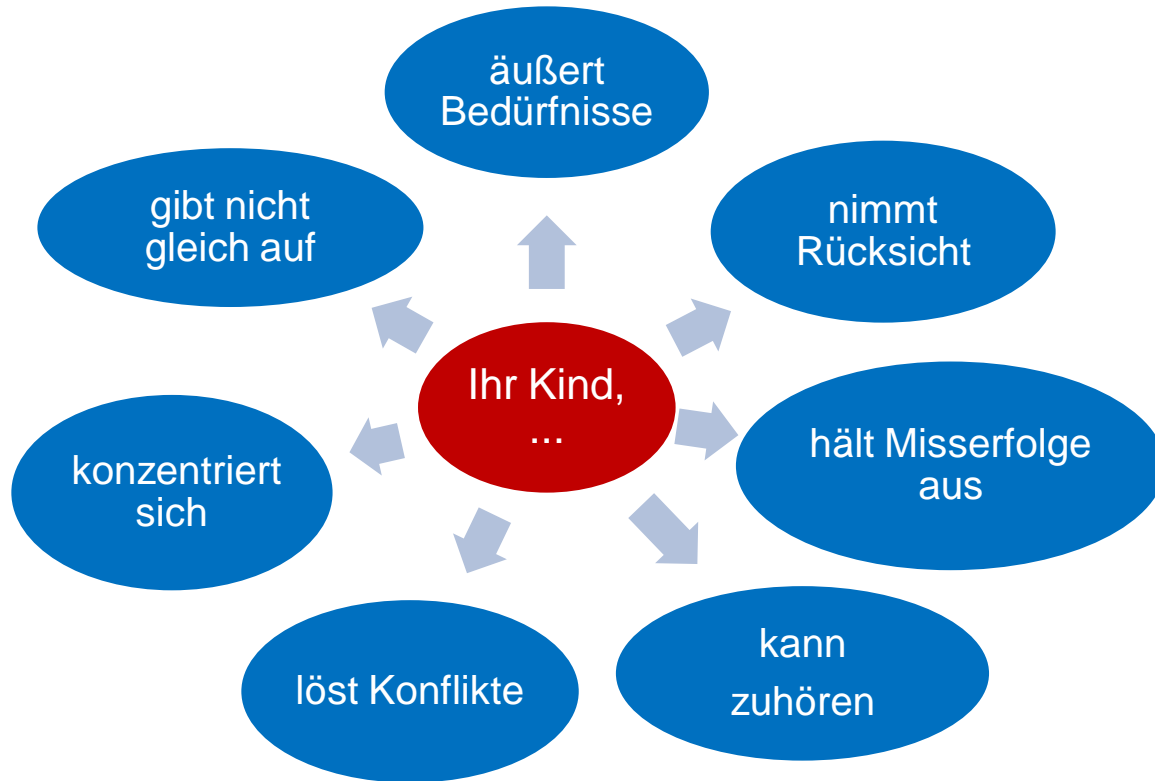 äußert
Bedürfnisse
nimmt
Rücksicht
hält Misserfolge
aus
kann
zuhören
löst Konflikte
konzentriert
sich
gibt nicht
gleich auf
Ihr Kind,
...